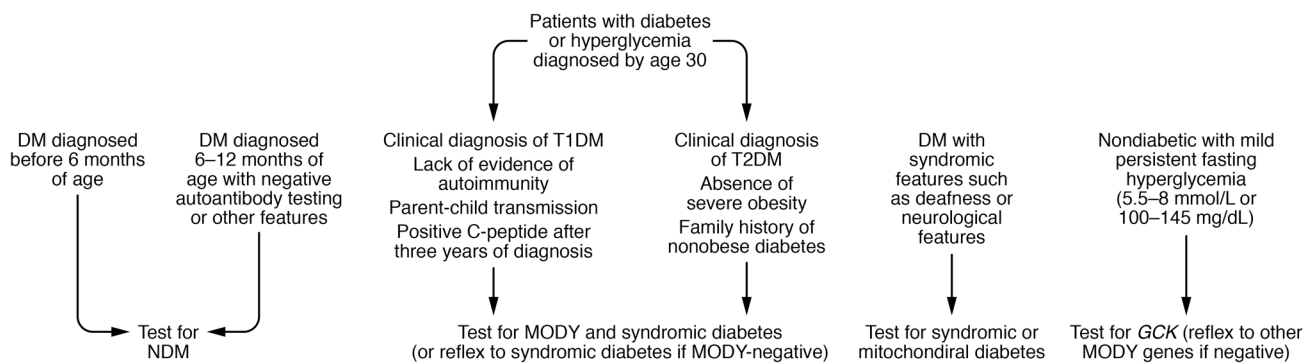 Patients with diabetes
or hyperglycemia
diagnosed by age 30
DM diagnosed
before 6 months
of age
DM diagnosed
6–12 months of
age with negative
autoantibody testing
or other features
Clinical diagnosis of T1DM
Lack of evidence of
autoimmunity
Parent-child transmission
Positive C-peptide after
three years of diagnosis
Clinical diagnosis
of T2DM
Absence of
severe obesity
Family history of
nonobese diabetes
DM with
syndromic
features such
as deafness or
neurological
features
Nondiabetic with mild
persistent fasting
hyperglycemia
(5.5–8 mmol/L or
100–145 mg/dL)
Test for
NDM
Test for MODY and syndromic diabetes
(or reflex to syndromic diabetes if MODY-negative)
Test for syndromic or
mitochondrial diabetes
Test for GCK (reflex to other
MODY genes if negative)